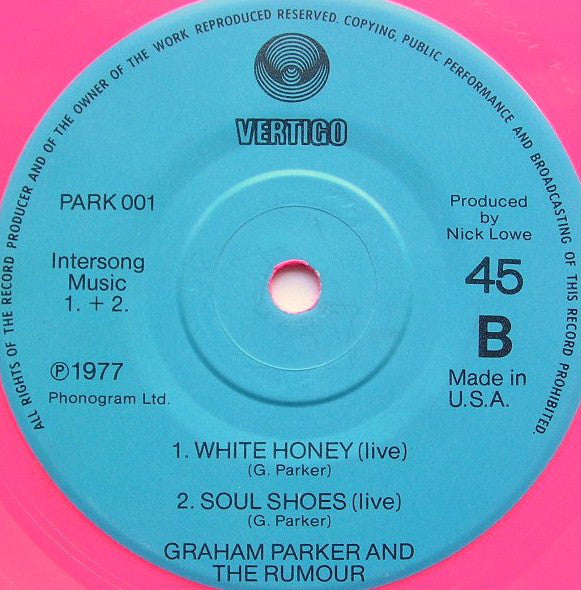 ALL RIGHTS OF THE RECORD PRODUCER AND OF THE OWNER OF THE WORK REPRODUCED RESERVED. COPYING, PUBLIC PERFORMANCE AND BROADCASTING OF THIS RECORD PROHIBITED.
VERTIGO
PARK 001
Produced
by
Nick Lowe
Intersong
Music
1. + 2.
45
B
℗1977
Phonogram Ltd.
Made in
U.S.A.
1. WHITE HONEY (live)
(G. Parker)
2. SOUL SHOES (live)
(G. Parker)
GRAHAM PARKER AND
THE RUMOUR